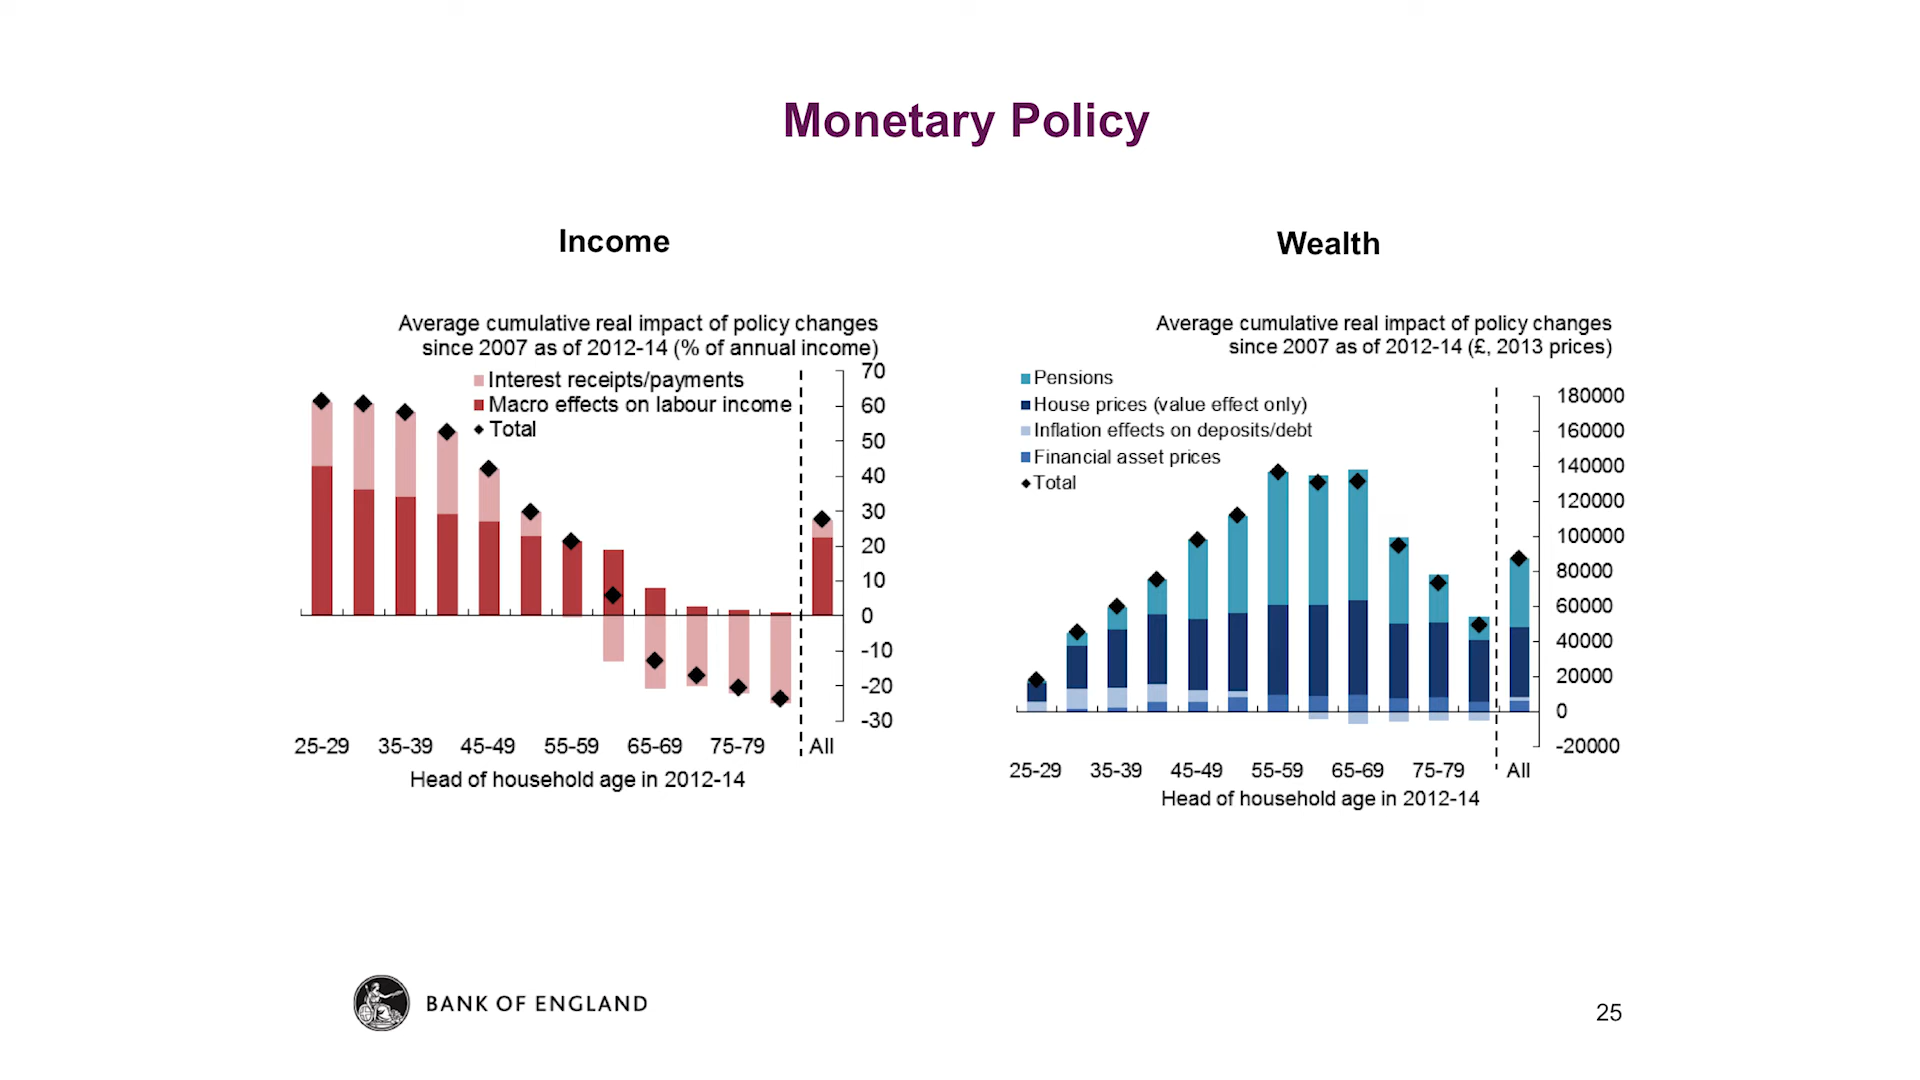 Monetary Policy
Income
Average cumulative real impact of policy changes
since 2007 as of 2012-14 (% of annual income)
Interest receipts/payments
Macro effects on labour income
Total
70
60
50
40
30
20
10
0
-10
-20
-30
25-29 35-39 45-49 55-59 65-69 75-79 All
Head of household age in 2012-14
Wealth
Average cumulative real impact of policy changes
since 2007 as of 2012-14 (£, 2013 prices)
Pensions
House prices (value effect only)
Inflation effects on deposits/debt
Financial asset prices
Total
180000
160000
140000
120000
100000
80000
60000
40000
20000
0
-20000
25-29 35-39 45-49 55-59 65-69 75-79 All
Head of household age in 2012-14
BANK OF ENGLAND
25